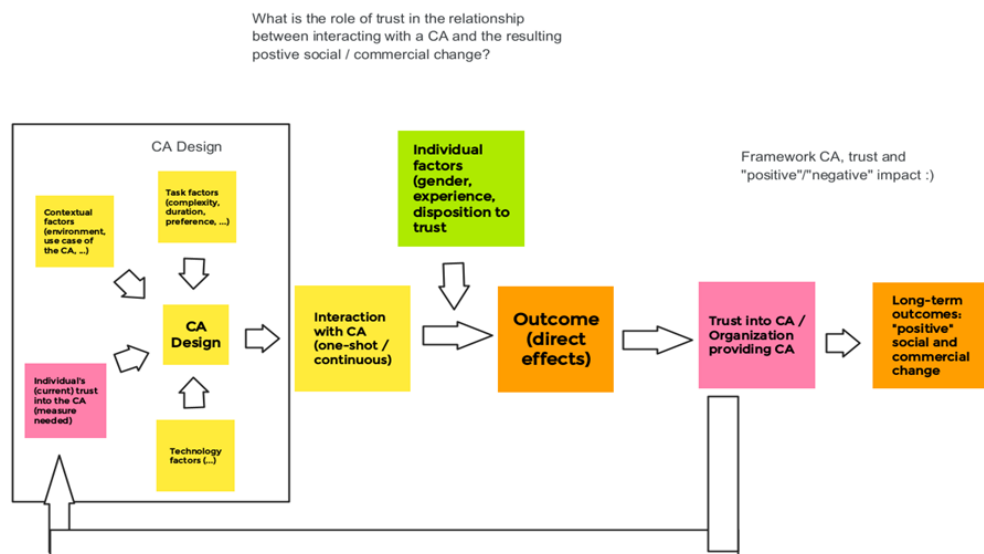 What is the role of trust in the relationship
between interacting with a CA and the resulting
postive social / commercial change?
CA Design
Task factors
(complexity,
duration,
preference, ...)
Contextual
factors
(environment,
use case of
the CA, ...)
CA
Design
Individual's
(current) trust
into the CA
(measure
needed)
Technology
factors (...)
Interaction
with CA
(one-shot /
continuous)
Individual
factors
(gender,
experience,
disposition to
trust
Outcome
(direct
effects)
Framework CA, trust and
"positive"/"negative" impact :)
Trust into CA /
Organization
providing CA
Long-term
outcomes:
"positive"
social and
commercial
change